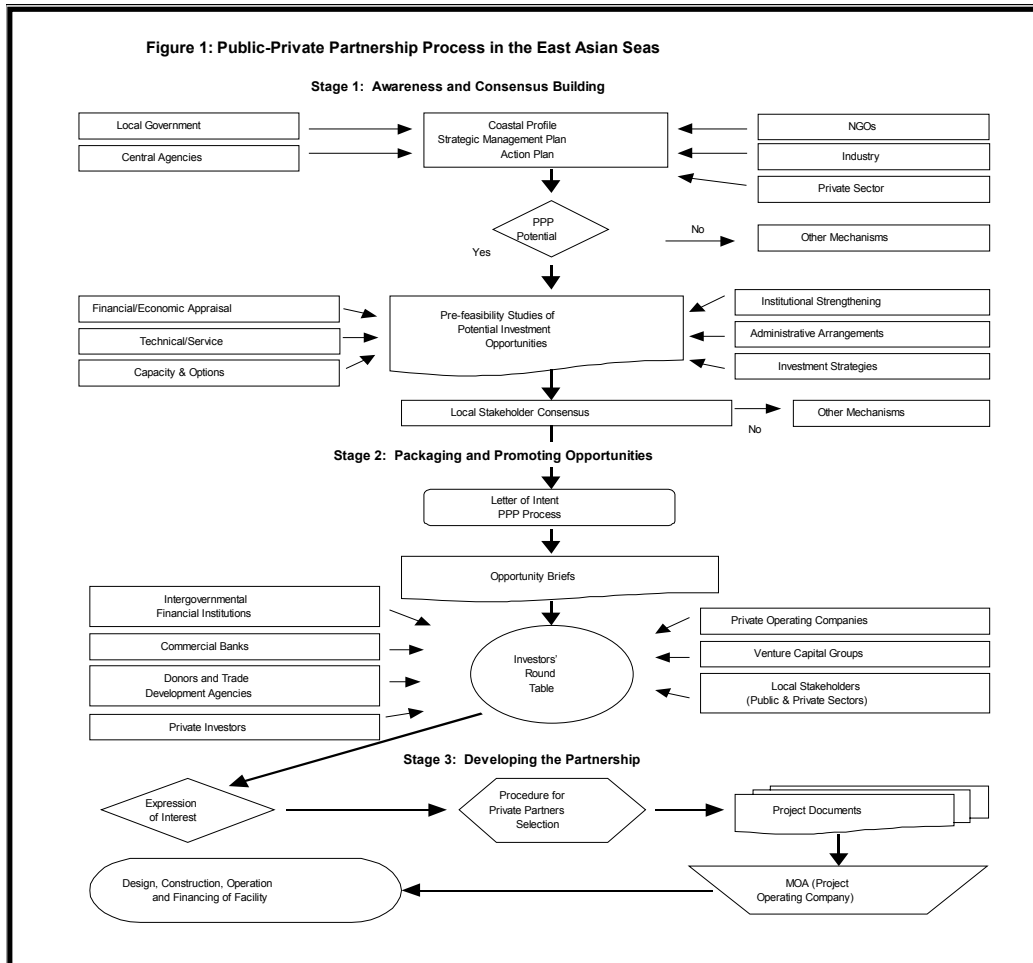 Figure 1: Public-Private Partnership Process in the East Asian Seas
Stage 1: Awareness and Consensus Building
Local Government
Central Agencies
Coastal Profile
Strategic Management Plan
Action Plan
NGOs
Industry
Private Sector
PPP
Potential
Yes
No
Other Mechanisms
Financial/Economic Appraisal
Technical/Service
Capacity & Options
Pre-feasibility Studies of
Potential Investment
Opportunities
Institutional Strengthening
Administrative Arrangements
Investment Strategies
Local Stakeholder Consensus
No
Other Mechanisms
Stage 2: Packaging and Promoting Opportunities
Letter of Intent
PPP Process
Opportunity Briefs
Intergovernmental
Financial Institutions
Commercial Banks
Donors and Trade
Development Agencies
Private Investors
Investors'
Round
Table
Private Operating Companies
Venture Capital Groups
Local Stakeholders
(Public & Private Sectors)
Stage 3: Developing the Partnership
Expression
of Interest
Procedure for
Private Partners
Selection
Project Documents
Design, Construction, Operation
and Financing of Facility
MOA (Project
Operating Company)